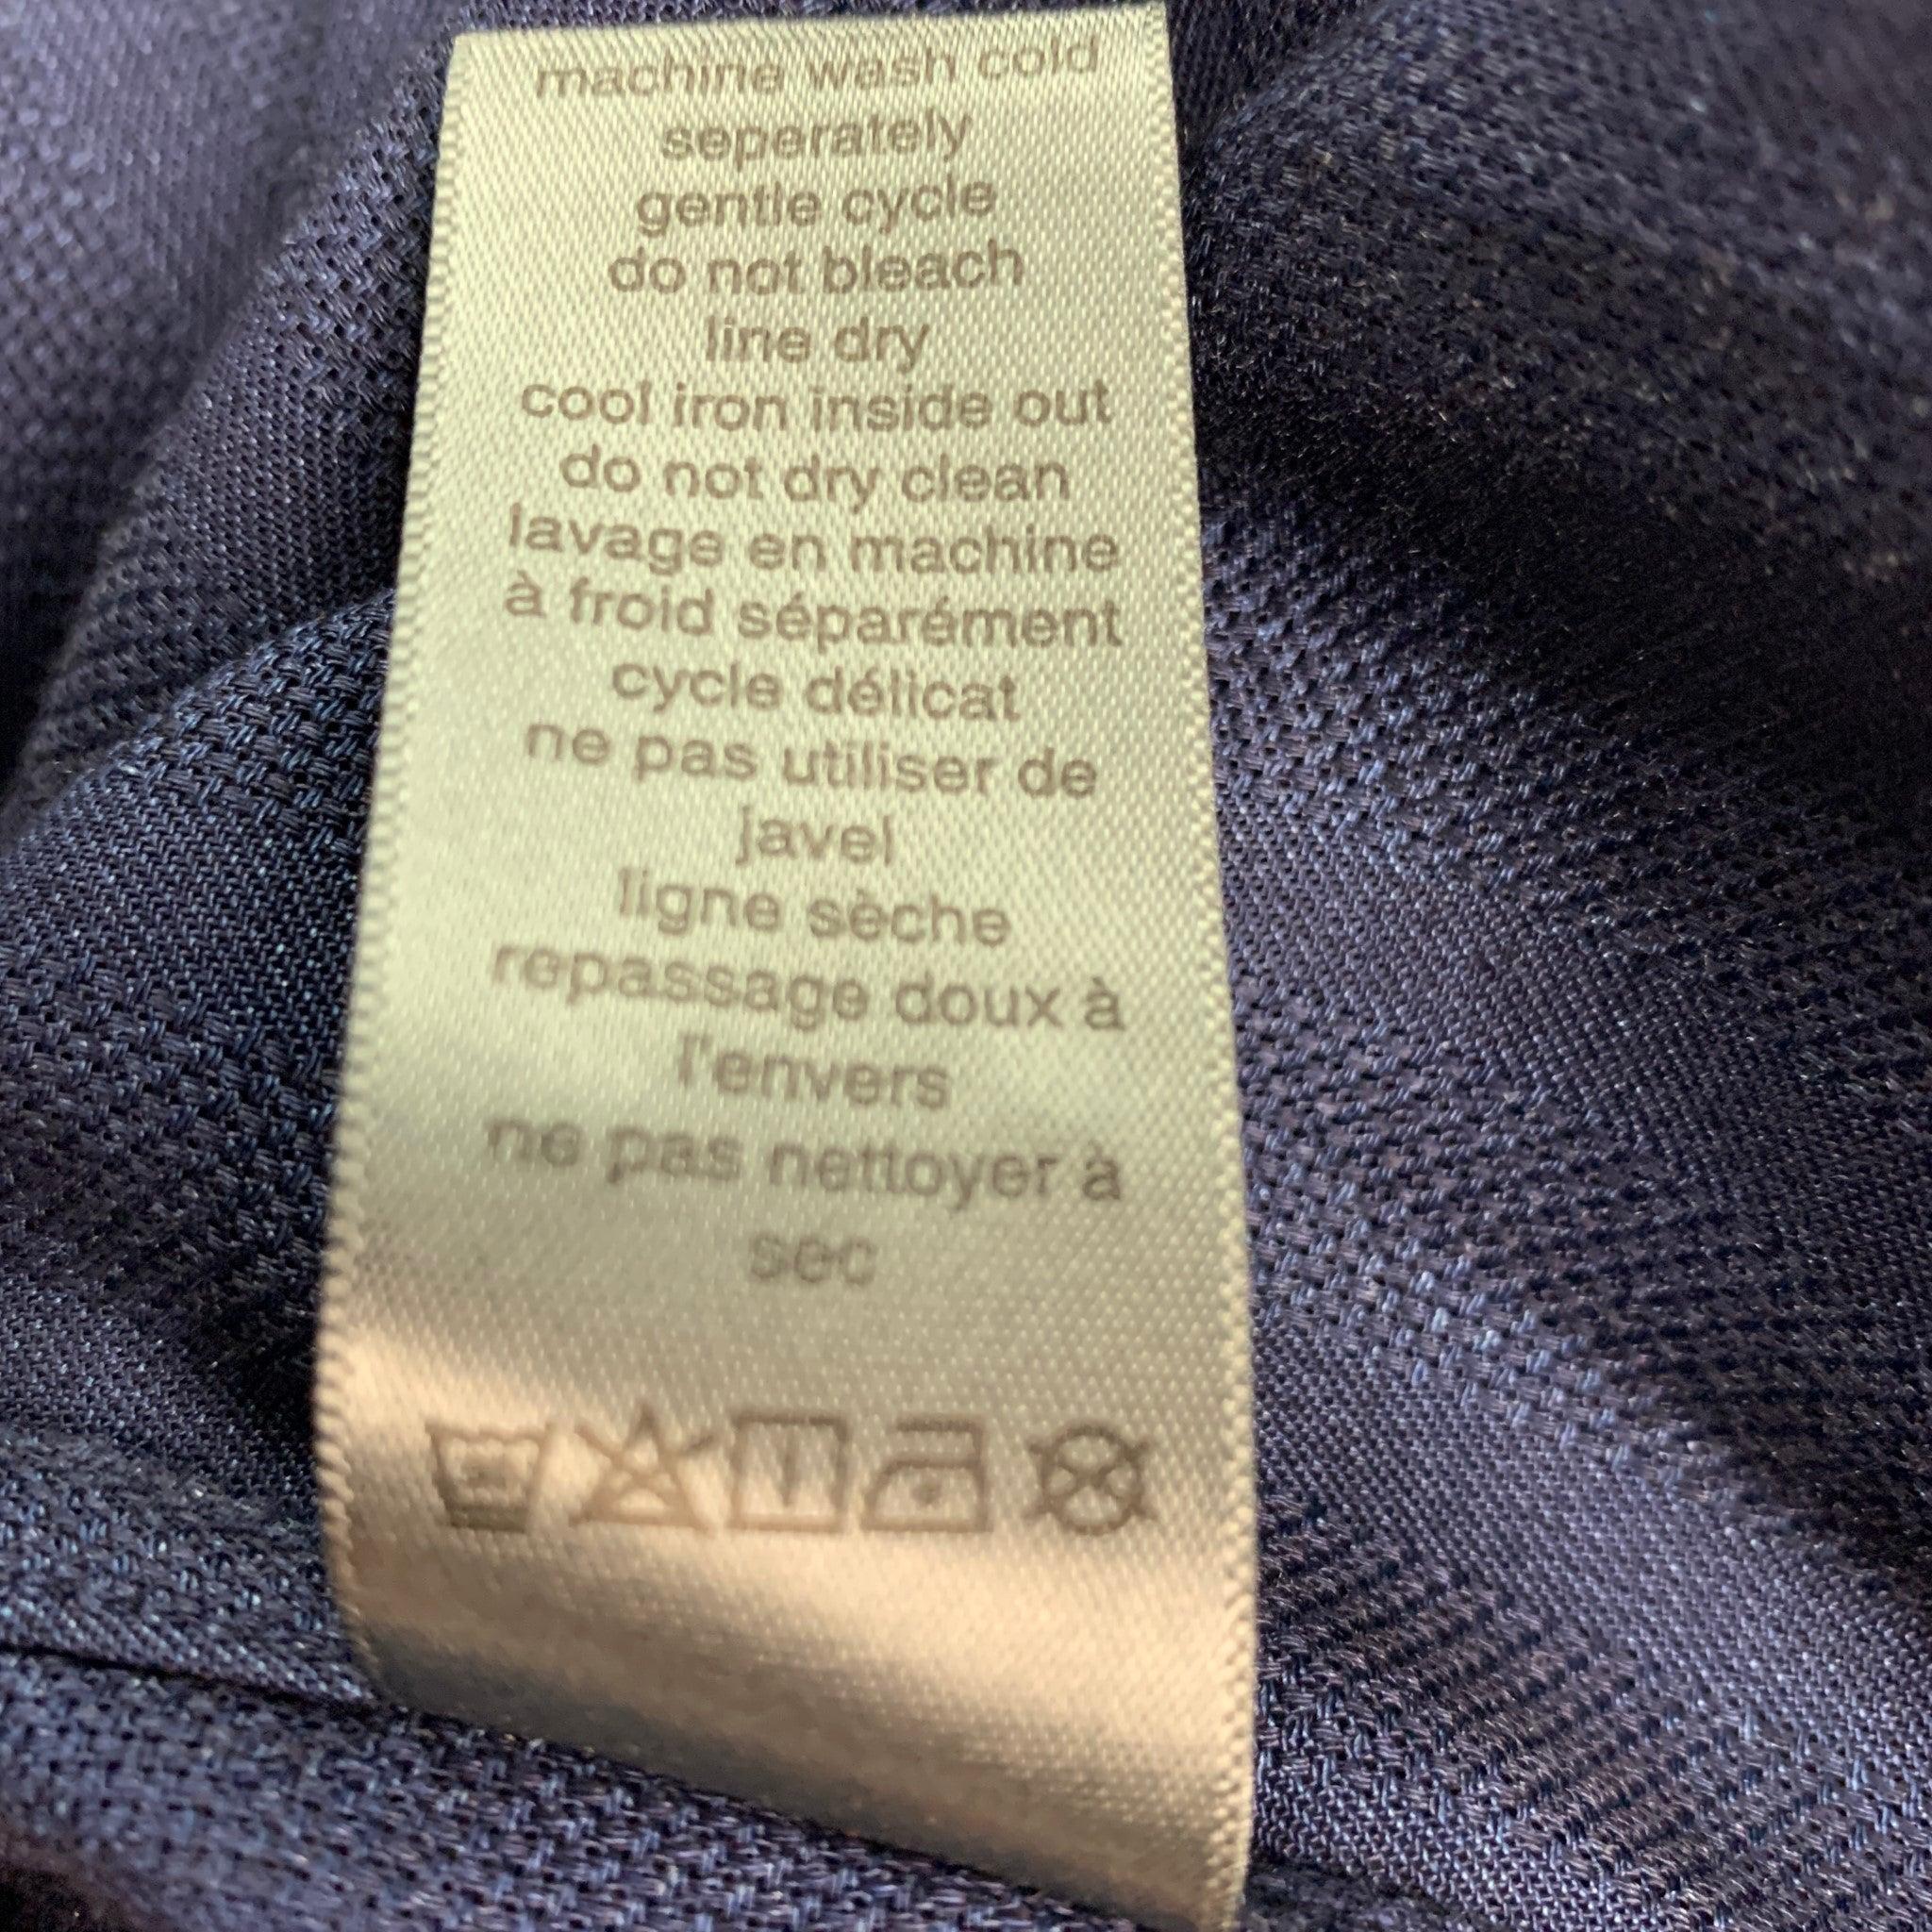 machine wash cold
seperately
gentle cycle
do not bleach
line dry
cool iron inside out
do not dry clean
lavage en machine
à froid séparément
cycle délicat
ne pas utiliser de
javel
ligne sèche
repassage doux à
l'envers
ne pas nettoyer à
sec